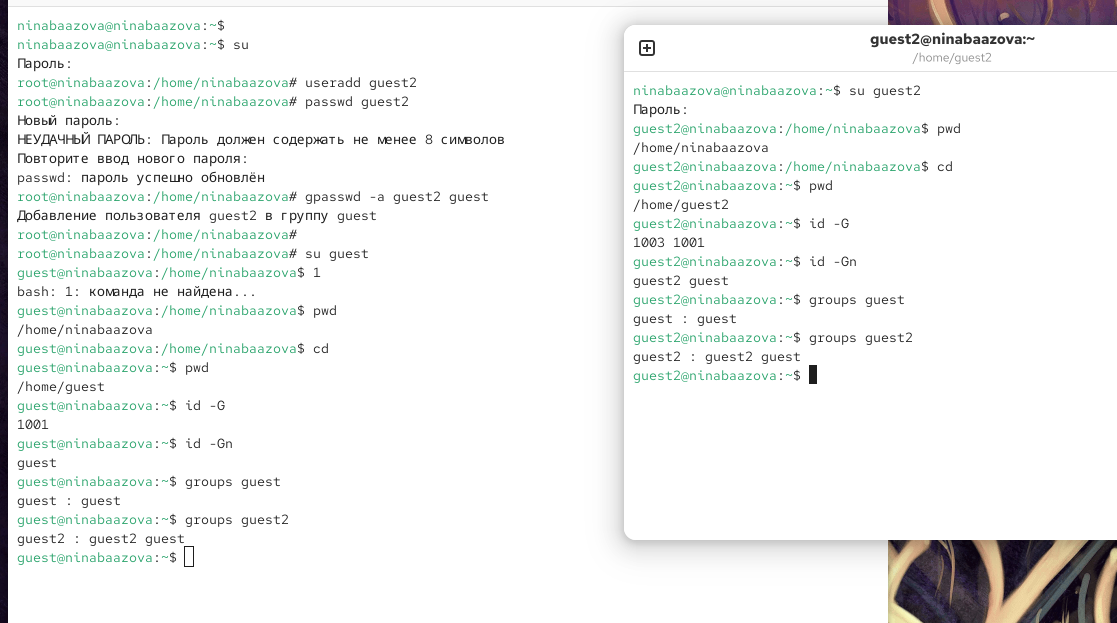 ninabaazova@ninabaazova:~$
ninabaazova@ninabaazova:~$ su
Пароль:
root@ninabaazova:/home/ninabaazova# useradd guest2
root@ninabaazova:/home/ninabaazova# passwd guest2
Новый пароль:
НЕУДАЧНЫЙ ПАРОЛЬ: Пароль должен содержать не менее 8 символов
Повторите ввод нового пароля:
passwd: пароль успешно обновлён
root@ninabaazova:/home/ninabaazova# gpasswd -a guest2 guest
Добавление пользователя guest2 в группу guest
root@ninabaazova:/home/ninabaazova#
root@ninabaazova:/home/ninabaazova# su guest
guest@ninabaazova:/home/ninabaazova$ 1
bash: 1: команда не найдена...
guest@ninabaazova:/home/ninabaazova$ pwd
/home/ninabaazova
guest@ninabaazova:/home/ninabaazova$ cd
guest@ninabaazova:~$ pwd
/home/guest
guest@ninabaazova:~$ id -G
1001
guest@ninabaazova:~$ id -Gn
guest
guest@ninabaazova:~$ groups guest
guest : guest
guest@ninabaazova:~$ groups guest2
guest2 : guest2 guest
guest@ninabaazova:~$
guest2@ninabaazova:~
/home/guest2
ninabaazova@ninabaazova:~$ su guest2
Пароль:
guest2@ninabaazova:/home/ninabaazova$ pwd
/home/ninabaazova
guest2@ninabaazova:/home/ninabaazova$ cd
guest2@ninabaazova:~$ pwd
/home/guest2
guest2@ninabaazova:~$ id -G
1003 1001
guest2@ninabaazova:~$ id -Gn
guest2 guest
guest2@ninabaazova:~$ groups guest
guest : guest
guest2@ninabaazova:~$ groups guest2
guest2 : guest2 guest
guest2@ninabaazova:~$